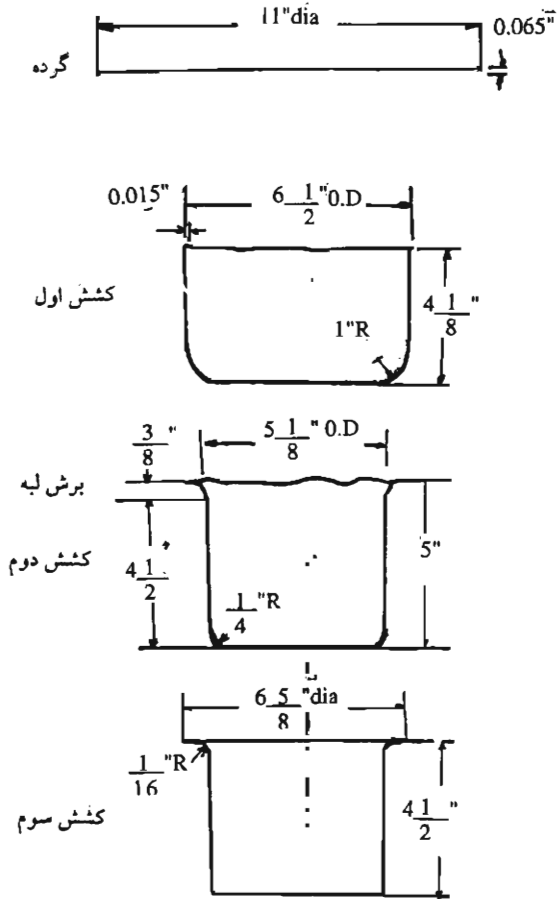 11"dia
0.065"
گرده
0.015"
6 1/2" O.D
کشش اول
4 1/8"
1"R
3/8"
5 1/8" O.D
برش لبه
کشش دوم
4 1/2"
5"
1/4"R
6 5/8"dia
1/16"R
4 1/2"
کشش سوم